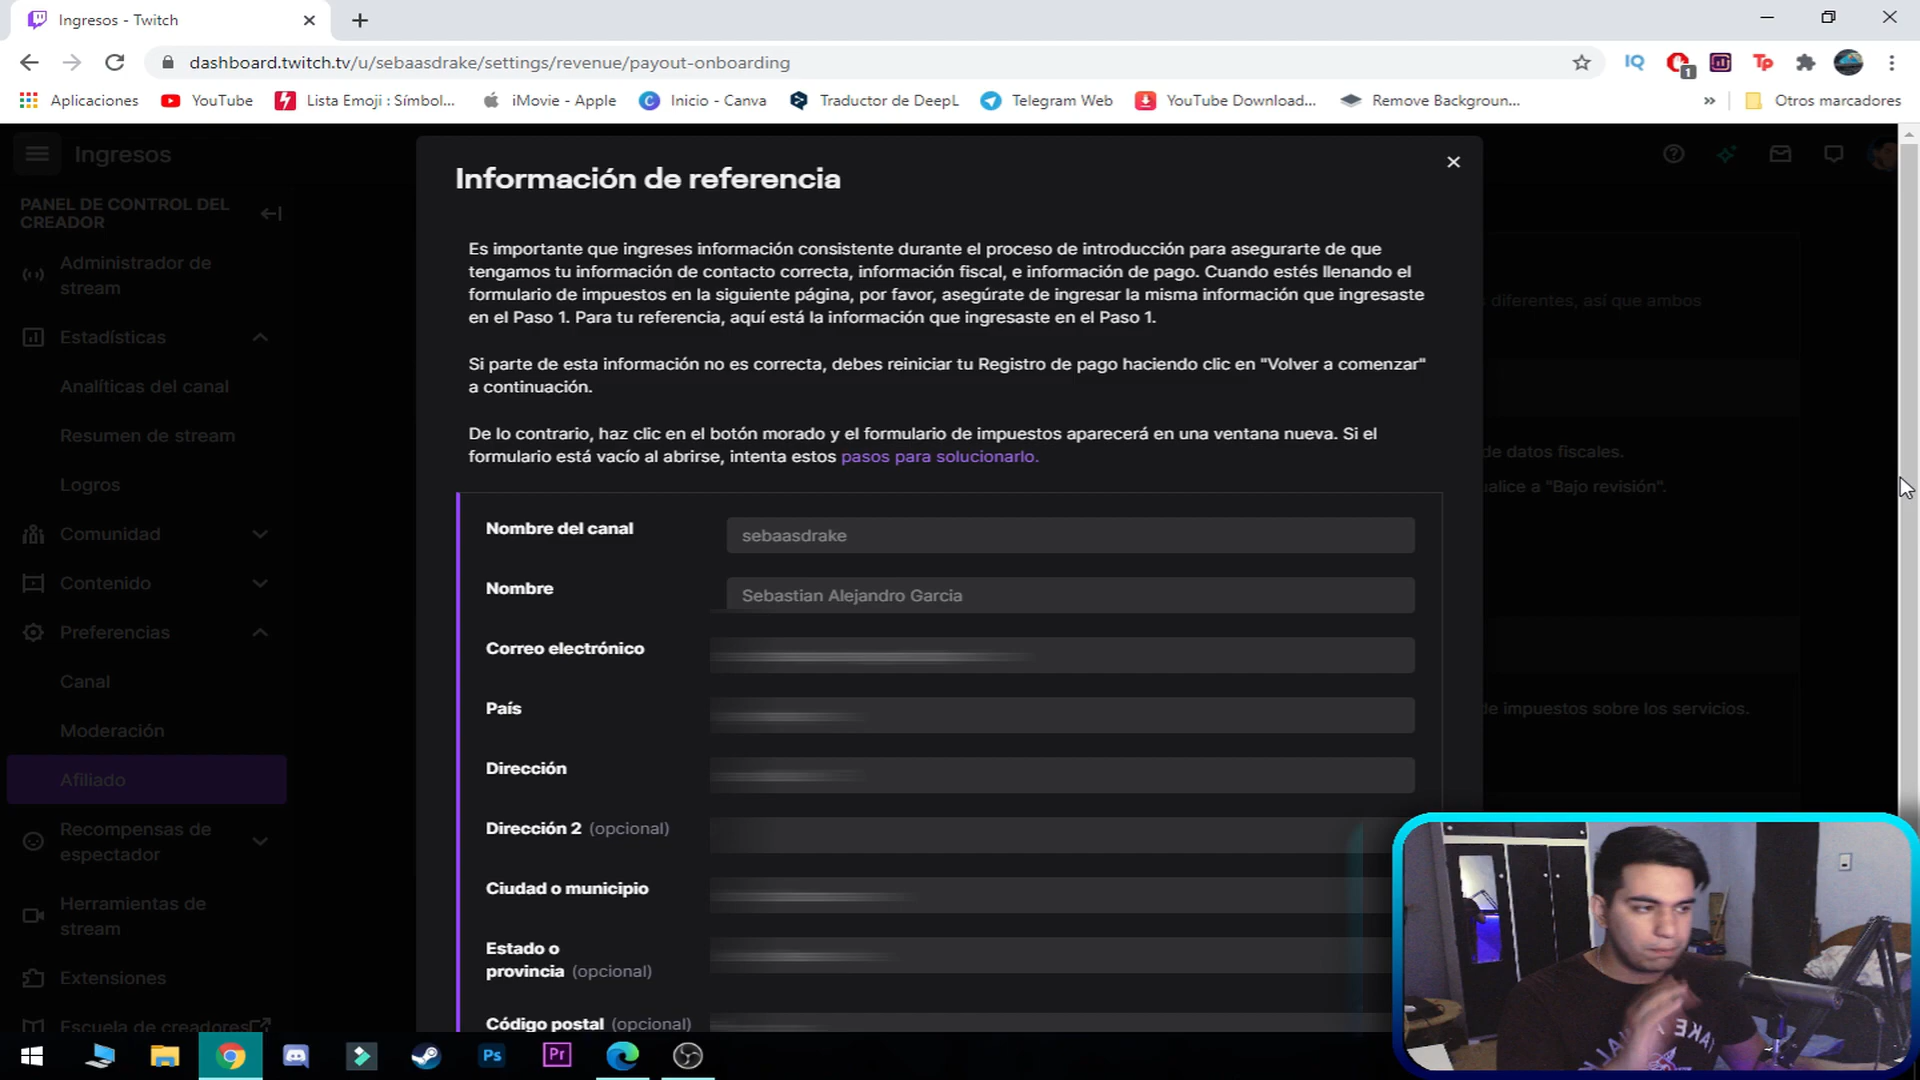 Ingresos - Twitch
dashboard.twitch.tv/u/sebaasdrake/settings/revenue/payout-onboarding
IQ
1
Tp
Aplicaciones
YouTube
Lista Emoji : Símbol...
iMovie - Apple
Inicio - Canva
Traductor de DeepL
Telegram Web
YouTube Download...
Remove Backgroun...
»
Otros marcadores
Ingresos
PANEL DE CONTROL DEL
CREADOR
Administrador de
stream
Estadísticas
Analíticas del canal
Resumen de stream
Logros
Comunidad
Contenido
Preferencias
Canal
Moderación
Afiliado
Recompensas de
espectador
Herramientas de
stream
Extensiones
Escuela de creadores
Información de referencia
Es importante que ingreses información consistente durante el proceso de introducción para asegurarte de que
tengamos tu información de contacto correcta, información fiscal, e información de pago. Cuando estés llenando el
formulario de impuestos en la siguiente página, por favor, asegúrate de ingresar la misma información que ingresaste
en el Paso 1. Para tu referencia, aquí está la información que ingresaste en el Paso 1.
Si parte de esta información no es correcta, debes reiniciar tu Registro de pago haciendo clic en "Volver a comenzar"
a continuación.
De lo contrario, haz clic en el botón morado y el formulario de impuestos aparecerá en una ventana nueva. Si el
formulario está vacío al abrirse, intenta estos pasos para solucionarlo.
Nombre del canal
sebaasdrake
Nombre
Sebastian Alejandro Garcia
Correo electrónico
País
Dirección
Dirección 2 (opcional)
Ciudad o municipio
Estado o
provincia (opcional)
Código postal (opcional)
diferentes, así que ambos
de datos fiscales.
ualice a "Bajo revisión".
de impuestos sobre los servicios.
Ps
Pr